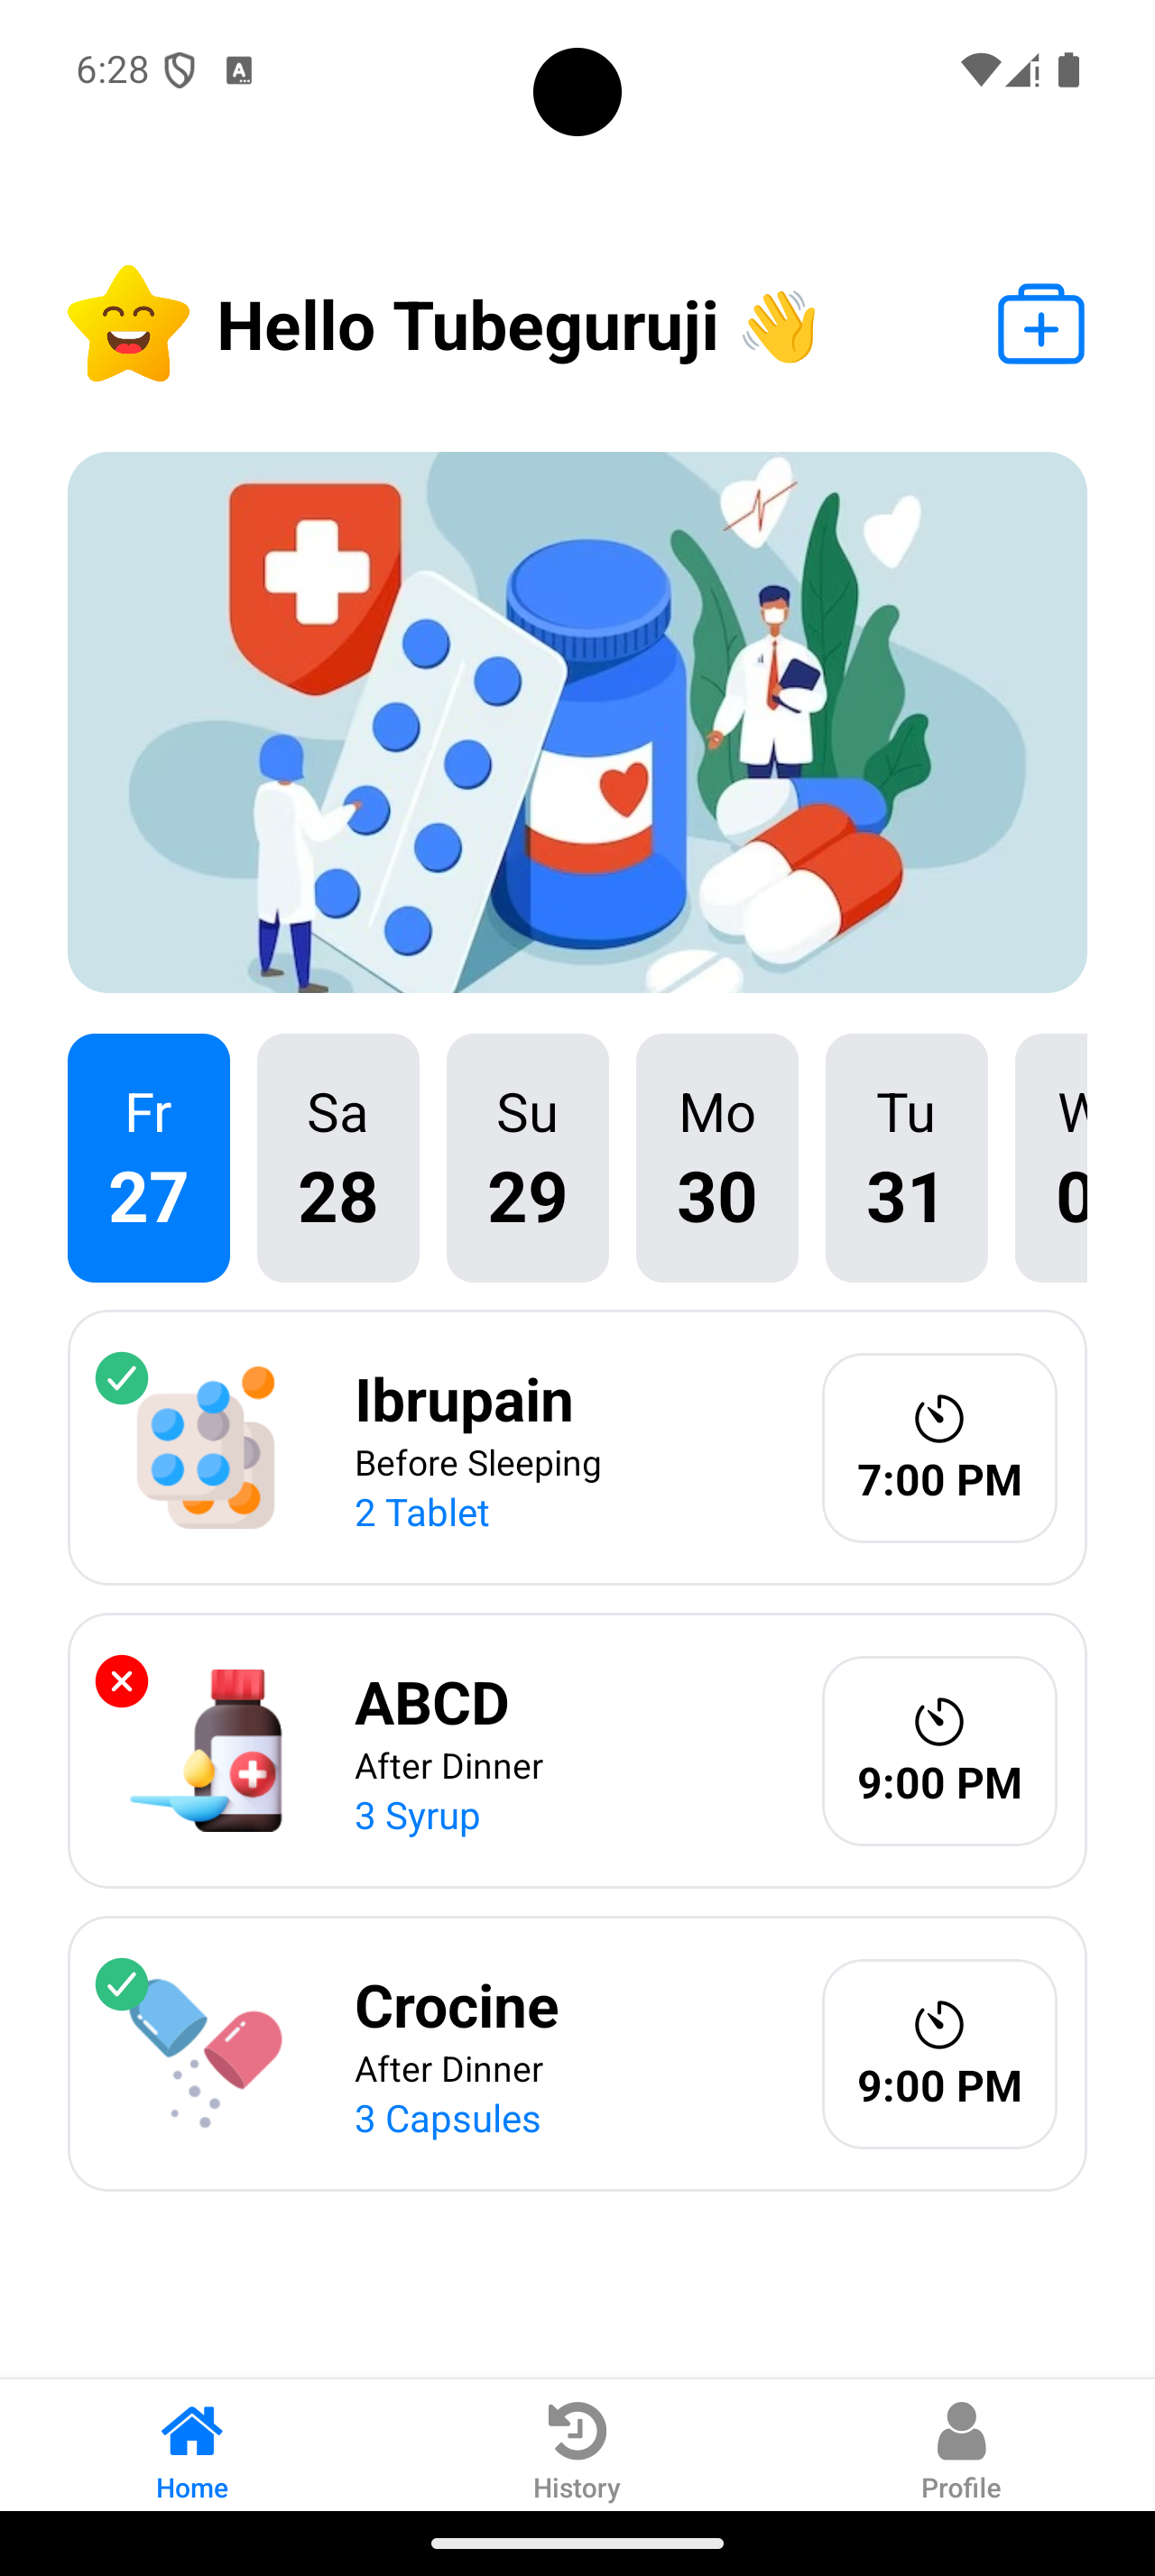 6:28
Hello Tubeguruji 👋
Fr Sa Su Mo Tu
27 28 29 30 31
Ibrupain
Before Sleeping
2 Tablet
7:00 PM
ABCD
After Dinner
3 Syrup
9:00 PM
Crocine
After Dinner
3 Capsules
9:00 PM
Home History Profile